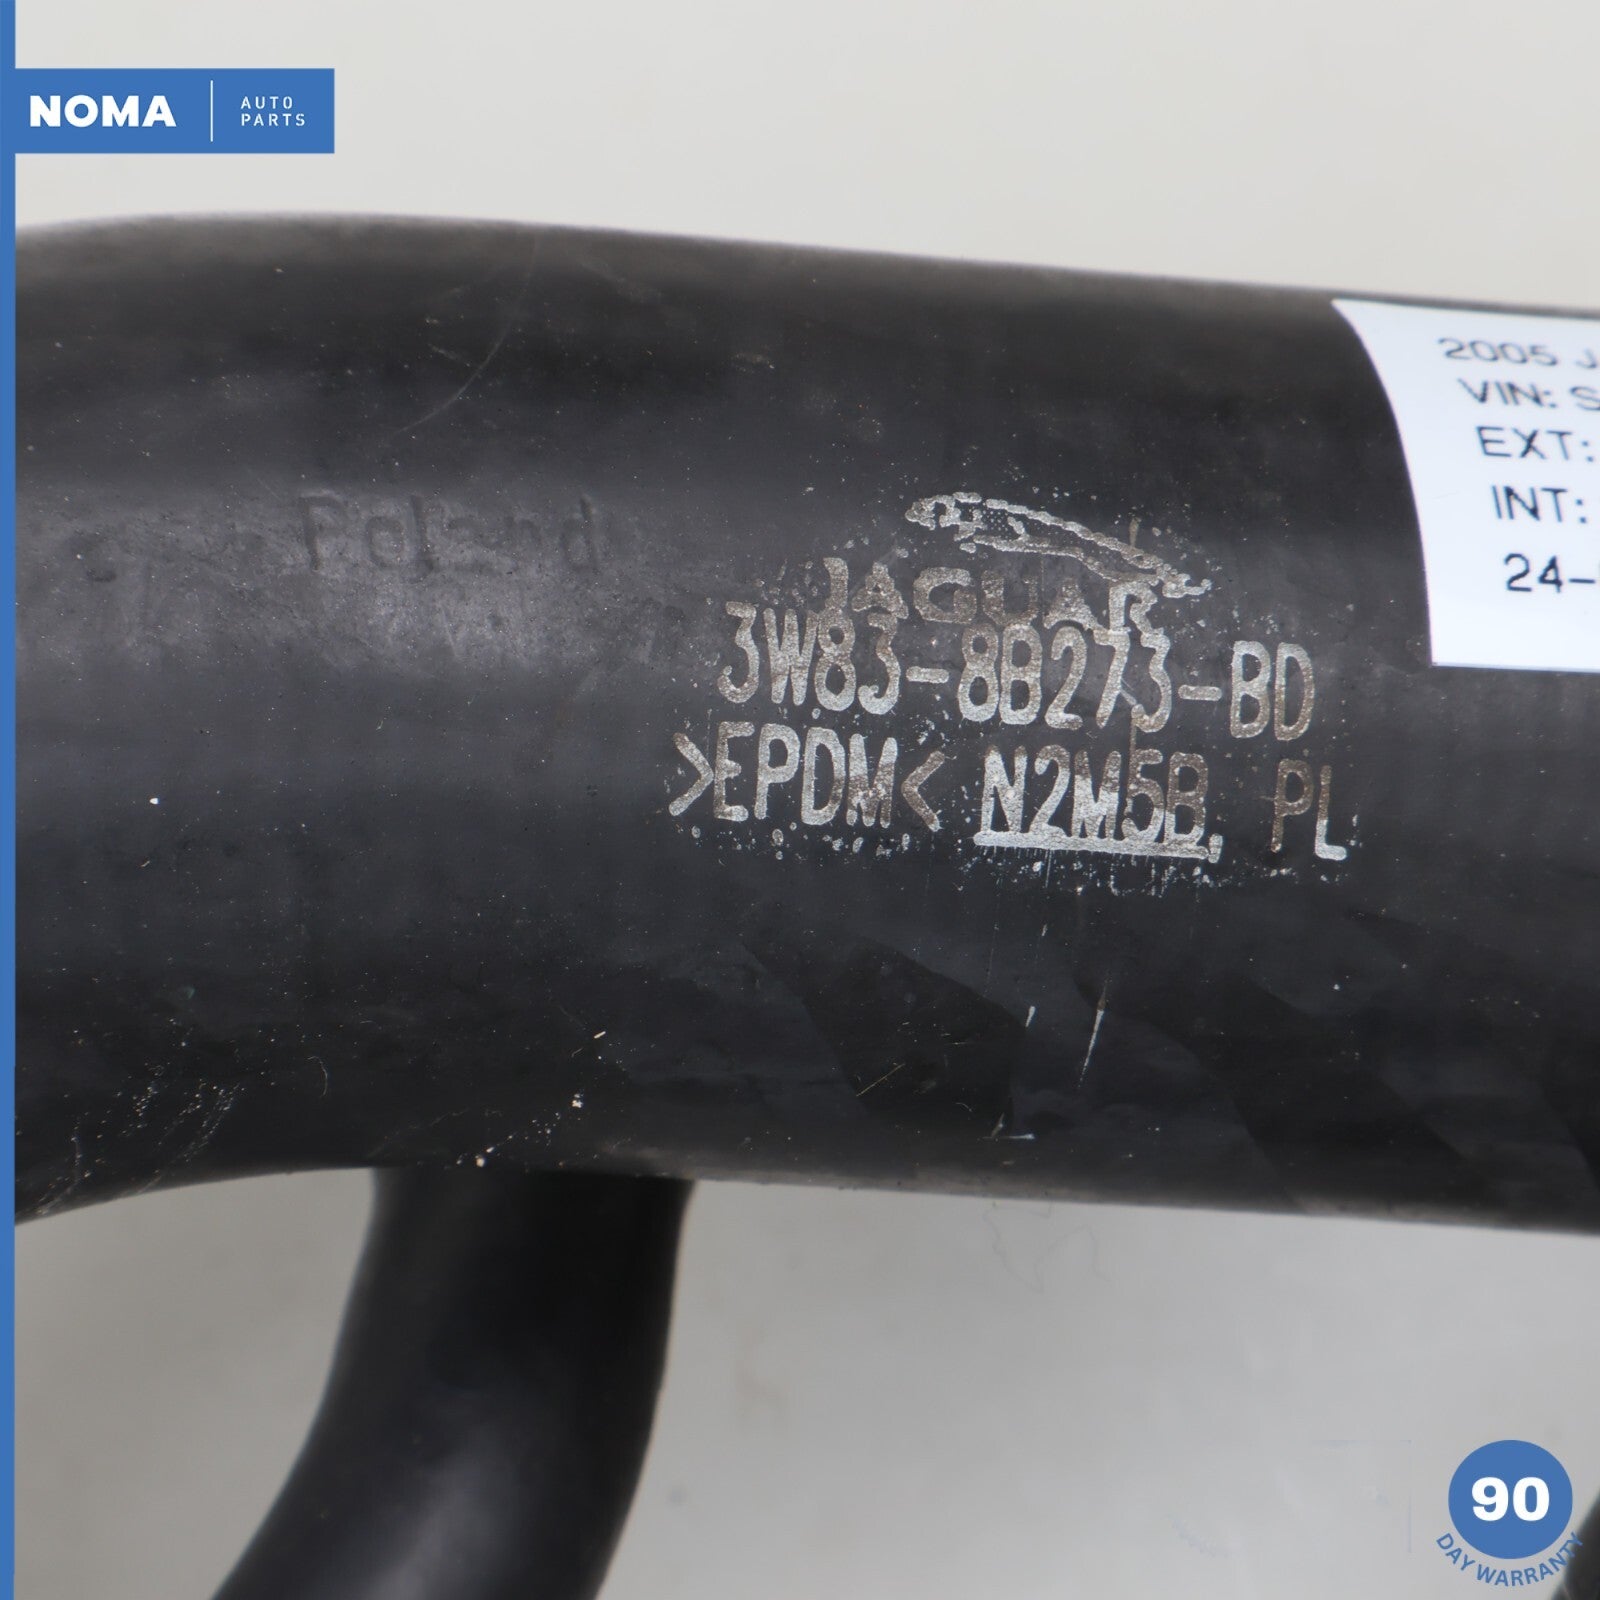 NOMA
AUTO
PARTS
2005 J
VIN: S
EXT:
INT:
24-
Poland
JAGUAR
3W83-8B273-BD
>EPDM< N2M5B PL
90
DAY WARRANTY